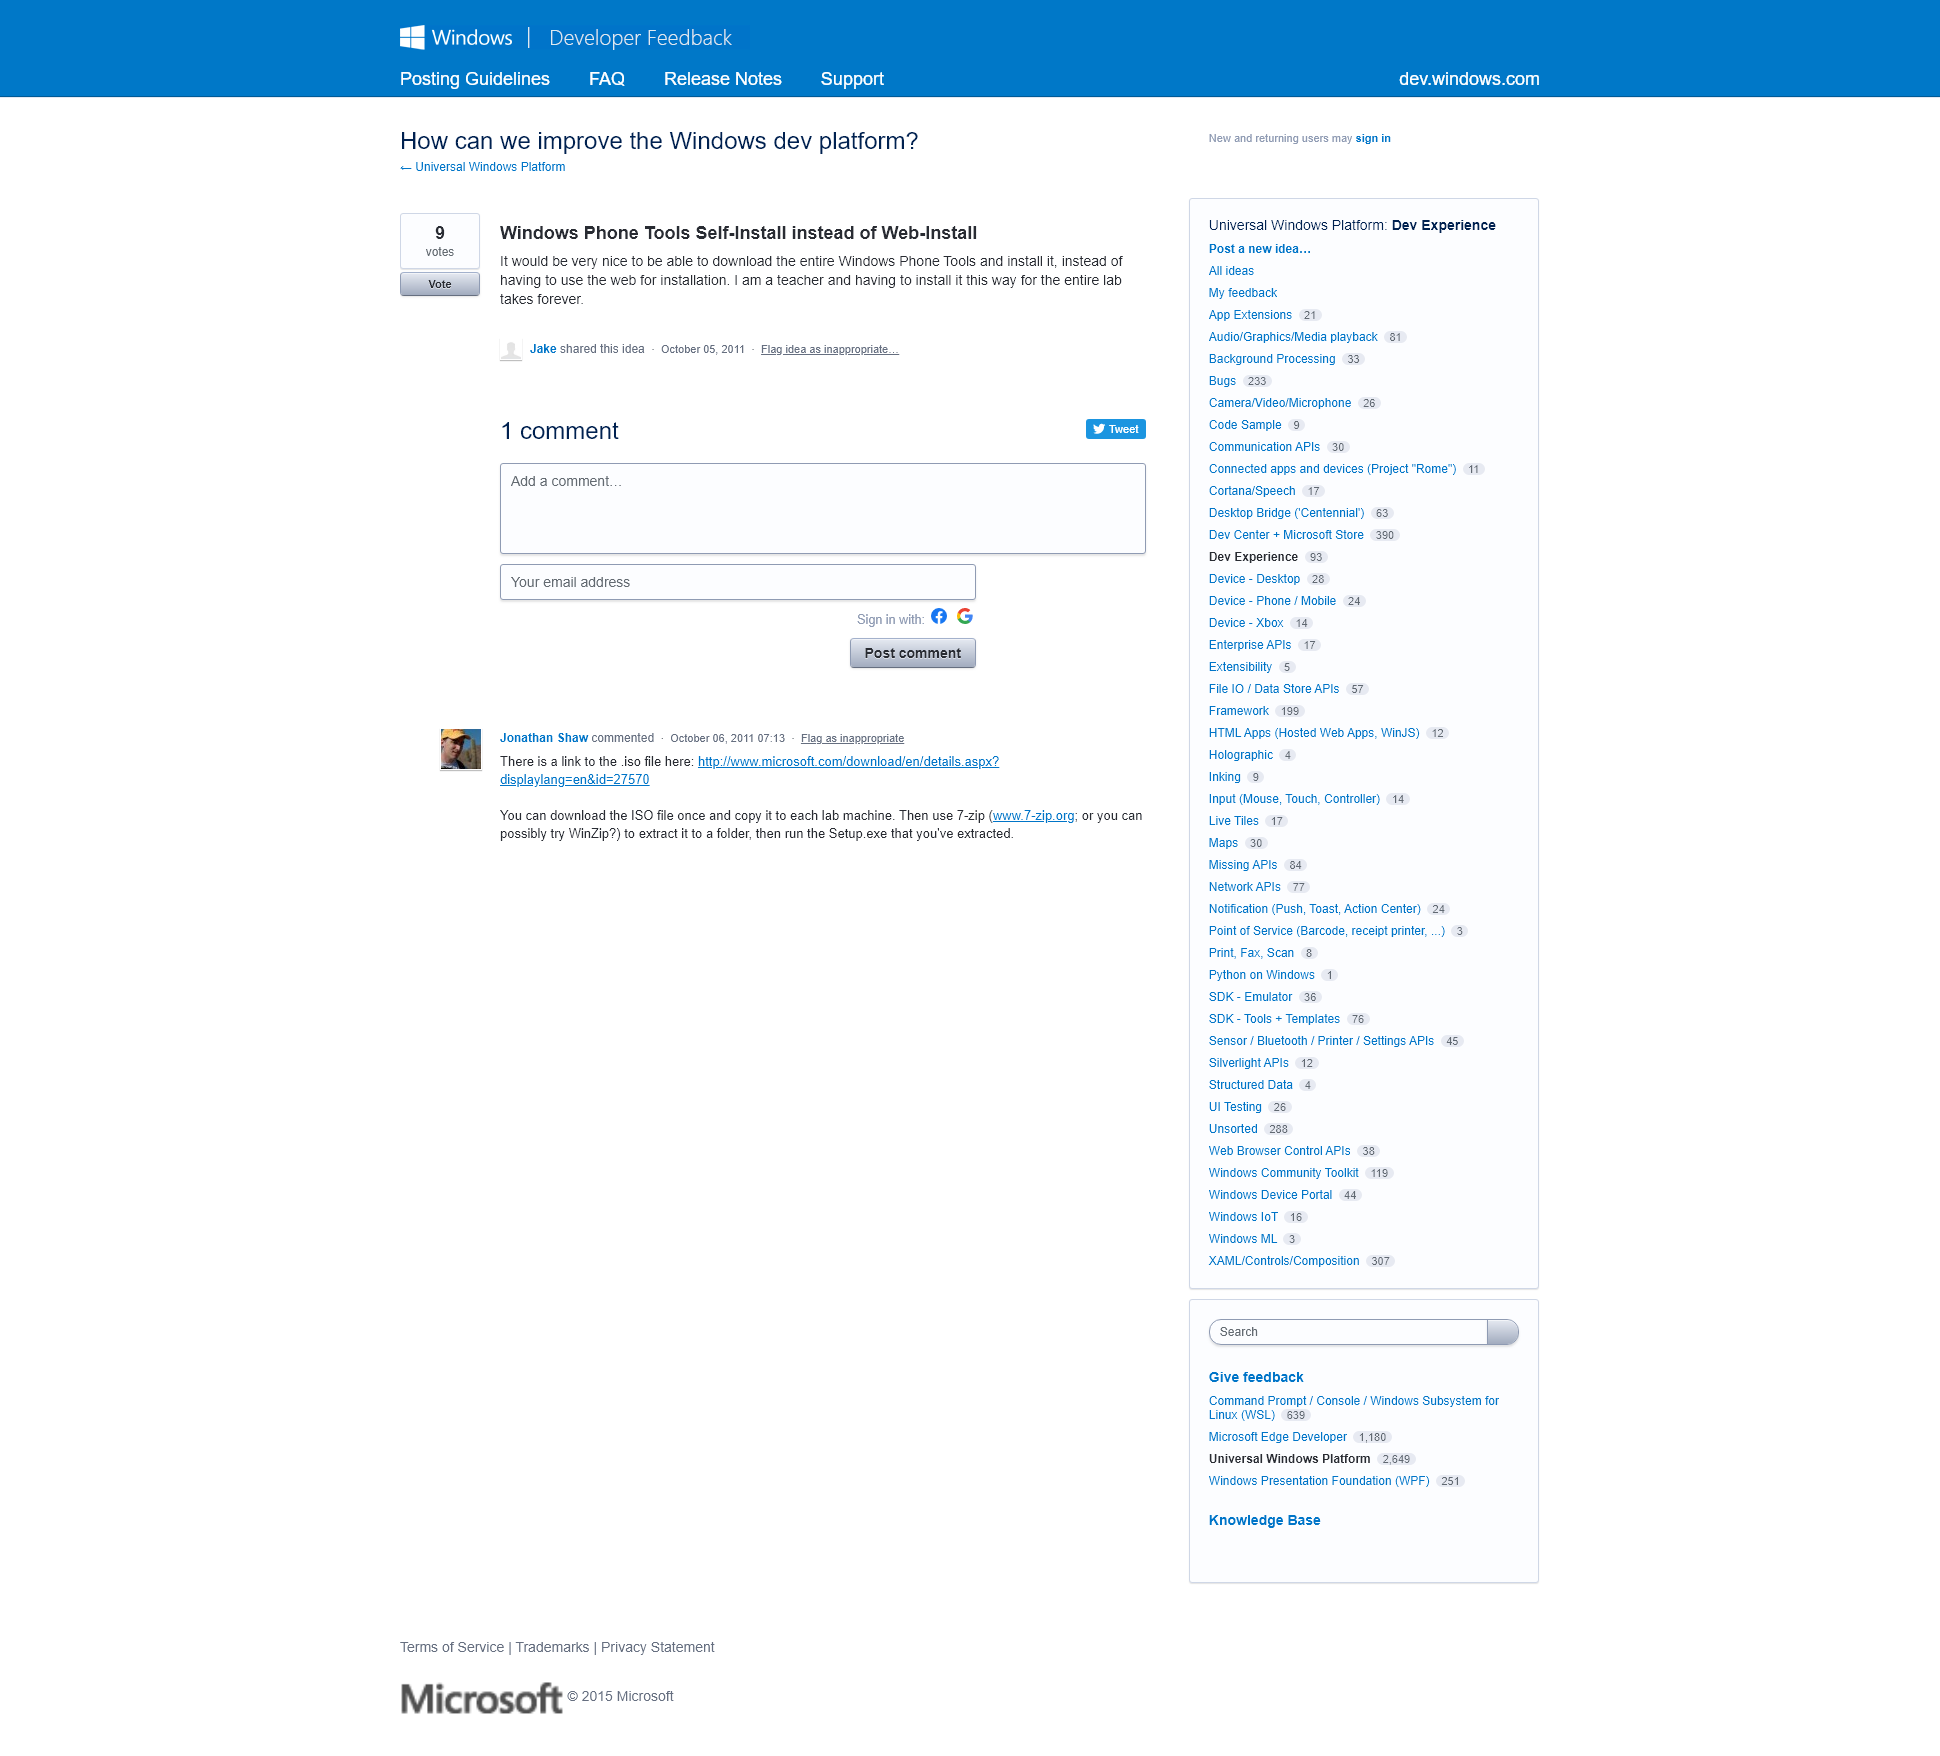 Windows | Developer Feedback
Posting Guidelines FAQ Release Notes Support dev.windows.com
How can we improve the Windows dev platform?
← Universal Windows Platform
New and returning users may sign in
9
votes
Vote
Windows Phone Tools Self-Install instead of Web-Install
It would be very nice to be able to download the entire Windows Phone Tools and install it, instead of
having to use the web for installation. I am a teacher and having to install it this way for the entire lab
takes forever.
Jake shared this idea · October 05, 2011 · Flag idea as inappropriate…
1 comment
Tweet
Add a comment…
Your email address
Sign in with:
Post comment
Jonathan Shaw commented · October 06, 2011 07:13 · Flag as inappropriate
There is a link to the .iso file here: http://www.microsoft.com/download/en/details.aspx?
displaylang=en&id=27570
You can download the ISO file once and copy it to each lab machine. Then use 7-zip (www.7-zip.org; or you can
possibly try WinZip?) to extract it to a folder, then run the Setup.exe that you've extracted.
Universal Windows Platform: Dev Experience
Post a new idea…
All ideas
My feedback
App Extensions 21
Audio/Graphics/Media playback 81
Background Processing 33
Bugs 233
Camera/Video/Microphone 26
Code Sample 9
Communication APIs 30
Connected apps and devices (Project "Rome") 11
Cortana/Speech 17
Desktop Bridge ('Centennial') 63
Dev Center + Microsoft Store 390
Dev Experience 93
Device - Desktop 28
Device - Phone / Mobile 24
Device - Xbox 14
Enterprise APIs 17
Extensibility 5
File IO / Data Store APIs 57
Framework 199
HTML Apps (Hosted Web Apps, WinJS) 12
Holographic 4
Inking 9
Input (Mouse, Touch, Controller) 14
Live Tiles 17
Maps 30
Missing APIs 84
Network APIs 77
Notification (Push, Toast, Action Center) 24
Point of Service (Barcode, receipt printer, ...) 3
Print, Fax, Scan 8
Python on Windows 1
SDK - Emulator 36
SDK - Tools + Templates 76
Sensor / Bluetooth / Printer / Settings APIs 45
Silverlight APIs 12
Structured Data 4
UI Testing 26
Unsorted 288
Web Browser Control APIs 38
Windows Community Toolkit 119
Windows Device Portal 44
Windows IoT 16
Windows ML 3
XAML/Controls/Composition 307
Search
Give feedback
Command Prompt / Console / Windows Subsystem for
Linux (WSL) 639
Microsoft Edge Developer 1,180
Universal Windows Platform 2,649
Windows Presentation Foundation (WPF) 251
Knowledge Base
Terms of Service | Trademarks | Privacy Statement
Microsoft © 2015 Microsoft